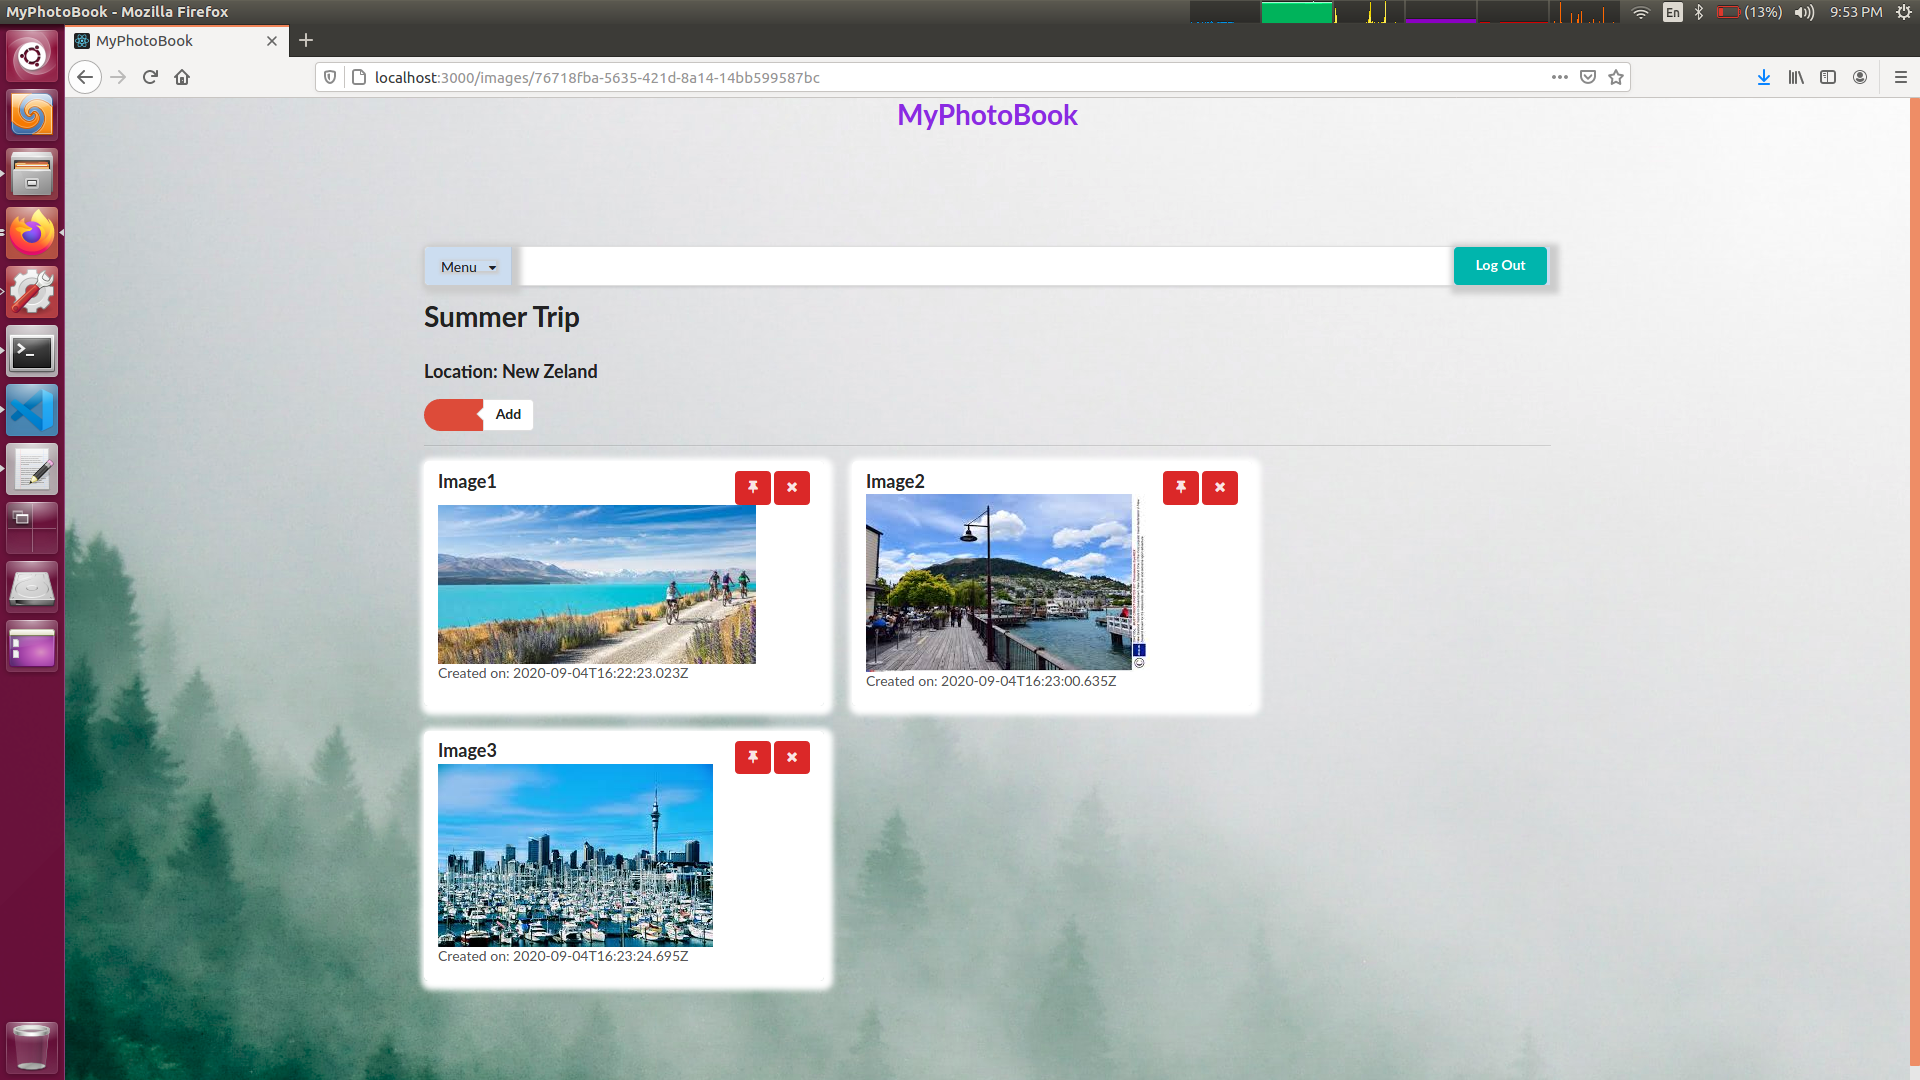 MyPhotoBook - Mozilla Firefox
En
(13%)
9:53 PM
MyPhotoBook
localhost:3000/images/76718fba-5635-421d-8a14-14bb599587bc
MyPhotoBook
Menu
Log Out
Summer Trip
Location: New Zeland
Add
Image1
Created on: 2020-09-04T16:22:23.023Z
Image2
Created on: 2020-09-04T16:23:00.635Z
Image3
Created on: 2020-09-04T16:23:24.695Z